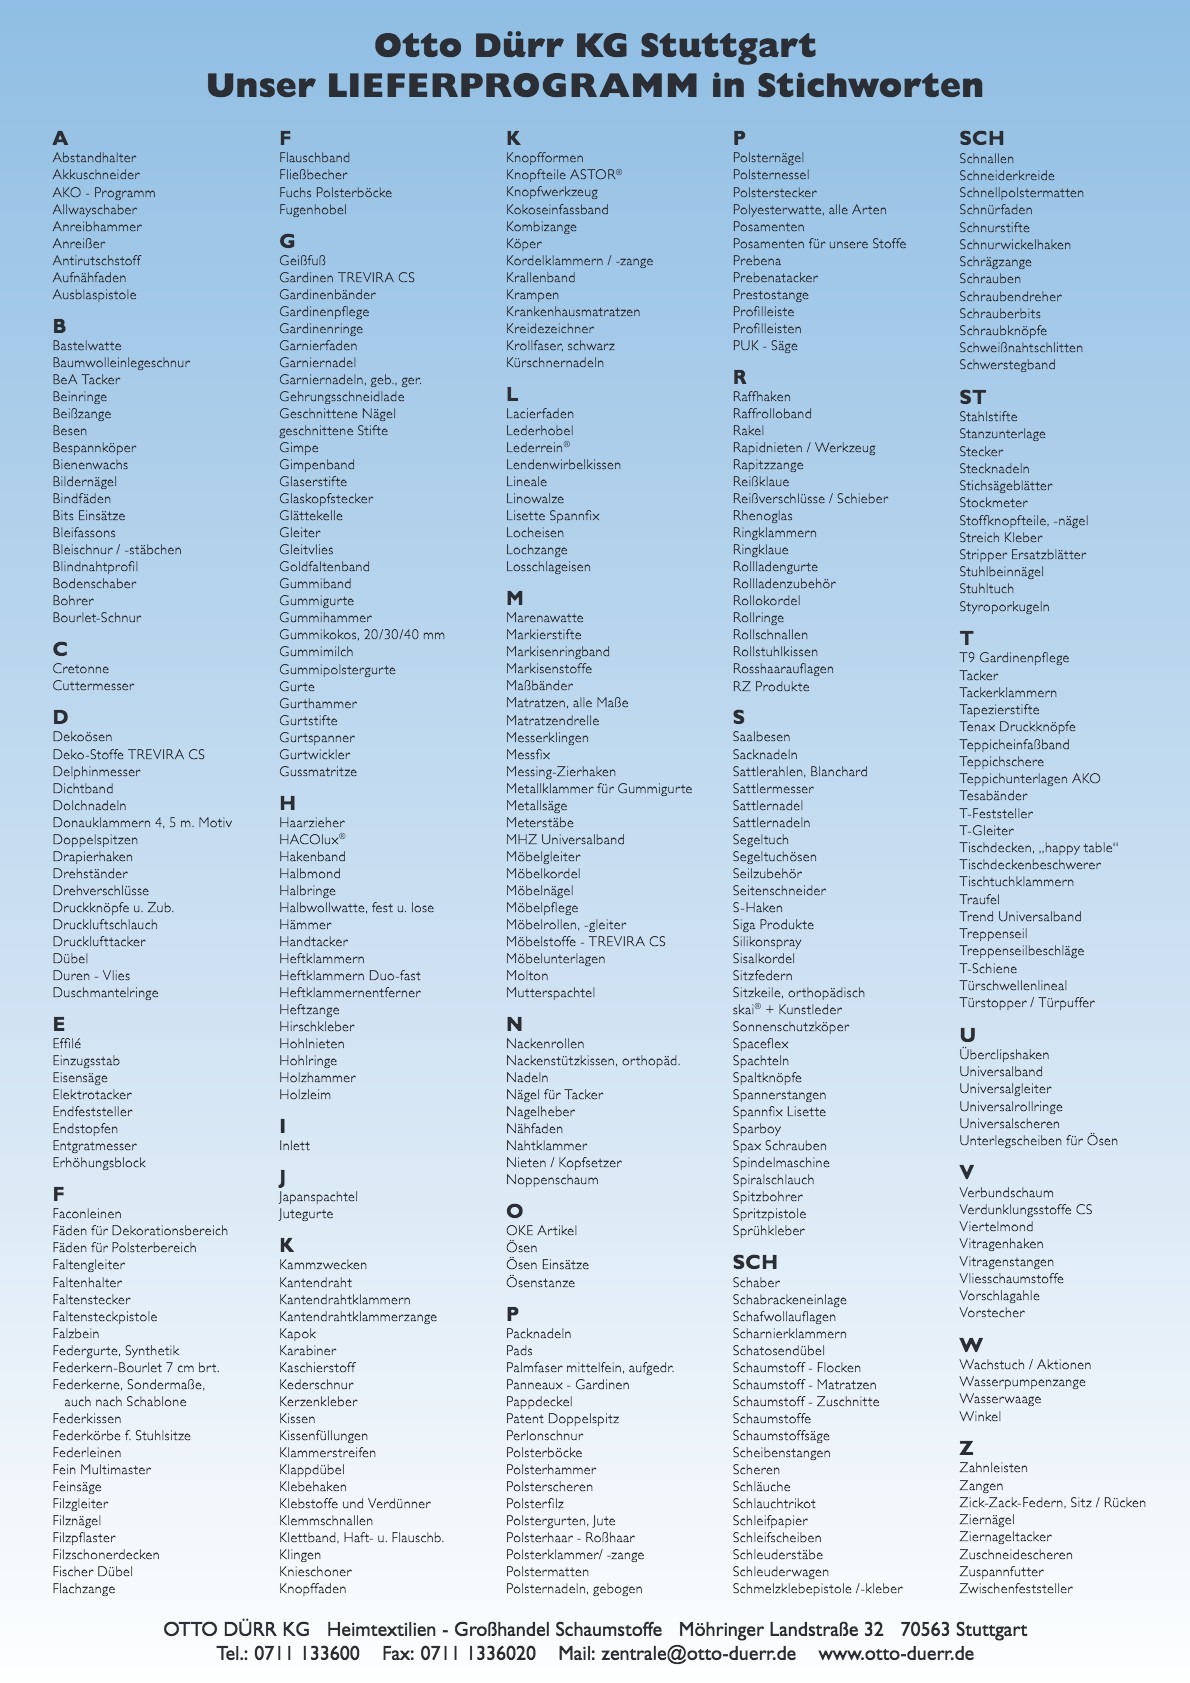 Otto Dürr KG Stuttgart
Unser LIEFERPROGRAMM in Stichworten
A
Abstandhalter
Akkuschneider
AKO - Programm
Allwayschaber
Anreibhammer
Anreißer
Antirutschstoff
Aufnähfaden
Ausblaspistole
B
Bastelwatte
Baumwolleinlegeschnur
BeA Tacker
Beinringe
Beißzange
Besen
Bespannköper
Bienenwachs
Bildernägel
Bindfäden
Bits Einsätze
Bleifassons
Bleischnur / -stäbchen
Blindnahtprofil
Bodenschaber
Bohrer
Bourlet-Schnur
C
Cretonne
Cuttermesser
D
Dekoösen
Deko-Stoffe TREVIRA CS
Delphinmesser
Dichtband
Dolchnadeln
Donauklammern 4, 5 m. Motiv
Doppelspitzen
Drapierhaken
Drehständer
Drehverschlüsse
Druckknöpfe u. Zub.
Druckluftschlauch
Drucklufttacker
Dübel
Duren - Vlies
Duschmantelringe
E
Effilé
Einzugsstab
Eisensäge
Elektrotacker
Endfeststeller
Endstopfen
Entgratmesser
Erhöhungsblock
F
Faconleinen
Fäden für Dekorationsbereich
Fäden für Polsterbereich
Faltengleiter
Faltenhalter
Faltenstecker
Faltensteckpistole
Falzbein
Federgurte, Synthetik
Federkern-Bourlet 7 cm brt.
Federkerne, Sondermaße,
auch nach Schablone
Federkissen
Federkörbe f. Stuhlsitze
Federleinen
Fein Multimaster
Feinsäge
Filzgleiter
Filznägel
Filzpflaster
Filzschonerdecken
Fischer Dübel
Flachzange
F
Flauschband
Fließbecher
Fuchs Polsterböcke
Fugenhobel
G
Geißfuß
Gardinen TREVIRA CS
Gardinenbänder
Gardinenpflege
Gardinenringe
Garnierfaden
Garniernadel
Garniernadeln, geb., ger.
Gehrungsschneidlade
Geschnittene Nägel
geschnittene Stifte
Gimpe
Gimpenband
Glaserstifte
Glaskopfstecker
Glättekelle
Gleiter
Gleitvlies
Goldfaltenband
Gummiband
Gummigurte
Gummihammer
Gummikokos, 20/30/40 mm
Gummimilch
Gummipolstergurte
Gurte
Gurthammer
Gurtstifte
Gurtspanner
Gurtwickler
Gussmatritze
H
Haarzieher
HACOlux®
Hakenband
Halbmond
Halbringe
Halbwollwatte, fest u. lose
Hämmer
Handtacker
Heftklammern
Heftklammern Duo-fast
Heftklammernentferner
Heftzange
Hirschkleber
Hohlnieten
Hohlringe
Holzhammer
Holzleim
I
Inlett
J
Japanspachtel
Jutegurte
K
Kammzwecken
Kantendraht
Kantendrahtklammern
Kantendrahtklammerzange
Kapok
Karabiner
Kaschierstoff
Kederschnur
Kerzenkleber
Kissen
Kissenfüllungen
Klammerstreifen
Klappdübel
Klebehaken
Klebstoffe und Verdünner
Klemmschnallen
Klettband, Haft- u. Flauschb.
Klingen
Knieschoner
Knopffaden
K
Knopfformen
Knopfteile ASTOR®
Knopfwerkzeug
Kokoseinfassband
Kombizange
Köper
Kordelklammern / -zange
Krallenband
Krampen
Krankenhausmatratzen
Kreidezeichner
Krollfaser, schwarz
Kürschnernadeln
L
Lacierfaden
Lederhobel
Lederrein®
Lendenwirbelkissen
Lineale
Linowalze
Lisette Spannfix
Locheisen
Lochzange
Losschlageisen
M
Marenawatte
Markierstifte
Markisenringband
Markisenstoffe
Maßbänder
Matratzen, alle Maße
Matratzendrelle
Messerklingen
Messfix
Messing-Zierhaken
Metallklammer für Gummigurte
Metallsäge
Meterstäbe
MHZ Universalband
Möbelgleiter
Möbelkordel
Möbelnägel
Möbelpflege
Möbelrollen, -gleiter
Möbelstoffe - TREVIRA CS
Möbelunterlagen
Molton
Mutterspachtel
N
Nackenrollen
Nackenstützkissen, orthopäd.
Nadeln
Nägel für Tacker
Nagelheber
Nähfaden
Nahtklammer
Nieten / Kopfsetzer
Noppenschaum
O
OKE Artikel
Ösen
Ösen Einsätze
Ösenstanze
P
Packnadeln
Pads
Palmfaser mittelfein, aufgedr.
Panneaux - Gardinen
Pappdeckel
Patent Doppelspitz
Perlonschnur
Polsterböcke
Polsterhammer
Polsterscheren
Polsterfilz
Polstergurten, Jute
Polsterhaar - Roßhaar
Polsterklammer/ -zange
Polstermatten
Polsternadeln, gebogen
P
Polsternägel
Polsternessel
Polsterstecker
Polyesterwatte, alle Arten
Posamenten
Posamenten für unsere Stoffe
Prebena
Prebenatacker
Prestostange
Profilleiste
Profilleisten
PUK - Säge
R
Raffhaken
Raffrolloband
Rakel
Rapidnieten / Werkzeug
Rapitzzange
Reißklaue
Reißverschlüsse / Schieber
Rhenoglas
Ringklammern
Ringklaue
Rollladengurte
Rollladenzubehör
Rollokordel
Rollringe
Rollschnallen
Rollstuhlkissen
Rosshaarauflagen
RZ Produkte
S
Saalbesen
Sacknadeln
Sattlerahlen, Blanchard
Sattlermesser
Sattlernadel
Sattlernadeln
Segeltuch
Segeltuchösen
Seilzubehör
Seitenschneider
S-Haken
Siga Produkte
Silikonspray
Sisalkordel
Sitzfedern
Sitzkeile, orthopädisch
skai® + Kunstleder
Sonnenschutzköper
Spaceflex
Spachteln
Spaltknöpfe
Spannerstangen
Spannfix Lisette
Sparboy
Spax Schrauben
Spindelmaschine
Spiralschlauch
Spitzbohrer
Spritzpistole
Sprühkleber
SCH
Schaber
Schabrackeneinlage
Schafwollauflagen
Scharnierklammern
Schatosendübel
Schaumstoff - Flocken
Schaumstoff - Matratzen
Schaumstoff - Zuschnitte
Schaumstoffe
Schaumstoffsäge
Scheibenstangen
Scheren
Schläuche
Schlauchtrikot
Schleifpapier
Schleifscheiben
Schleuderstäbe
Schleuderwagen
Schmelzklebepistole /-kleber
SCH
Schnallen
Schneiderkreide
Schnellpolstermatten
Schnürfaden
Schnurstifte
Schnurwickelhaken
Schrägzange
Schrauben
Schraubendreher
Schrauberbits
Schraubknöpfe
Schweißnahtschlitten
Schwerstegband
ST
Stahlstifte
Stanzunterlage
Stecker
Stecknadeln
Stichsägeblätter
Stockmeter
Stoffknopfteile, -nägel
Streich Kleber
Stripper Ersatzblätter
Stuhlbeinnägel
Stuhltuch
Styroporkugeln
T
T9 Gardinenpflege
Tacker
Tackerklammern
Tapezierstifte
Tenax Druckknöpfe
Teppicheinfaßband
Teppichschere
Teppichunterlagen AKO
Tesabänder
T-Feststeller
T-Gleiter
Tischdecken, „happy table“
Tischdeckenbeschwerer
Tischtuchklammern
Traufel
Trend Universalband
Treppenseil
Treppenseilbeschläge
T-Schiene
Türschwellenlineal
Türstopper / Türpuffer
U
Überclipshaken
Universalband
Universalgleiter
Universalrollringe
Universalscheren
Unterlegscheiben für Ösen
V
Verbundschaum
Verdunklungsstoffe CS
Viertelmond
Vitragenhaken
Vitragenstangen
Vliesschaumstoffe
Vorschlagahle
Vorstecher
W
Wachstuch / Aktionen
Wasserpumpenzange
Wasserwaage
Winkel
Z
Zahnleisten
Zangen
Zick-Zack-Federn, Sitz / Rücken
Ziernägel
Ziernageltacker
Zuschneidescheren
Zuspannfutter
Zwischenfeststeller
OTTO DÜRR KG Heimtextilien - Großhandel Schaumstoffe Möhringer Landstraße 32 70563 Stuttgart
Tel.: 0711 133600 Fax: 0711 1336020 Mail: zentrale@otto-duerr.de www.otto-duerr.de